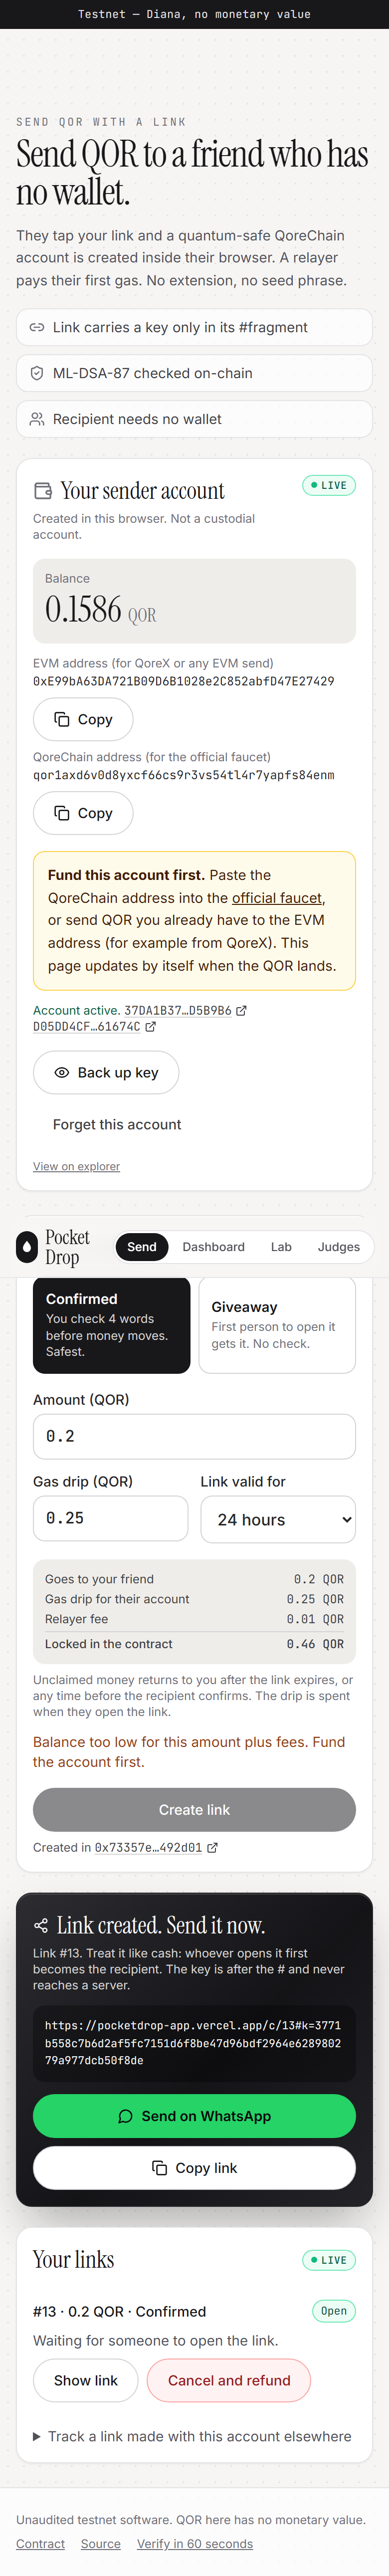 Testnet — Diana, no monetary value
SEND QOR WITH A LINK
Send QOR to a friend who has
no wallet.
They tap your link and a quantum-safe QoreChain
account is created inside their browser. A relayer
pays their first gas. No extension, no seed phrase.
Link carries a key only in its #fragment
ML-DSA-87 checked on-chain
Recipient needs no wallet
Your sender account
LIVE
Created in this browser. Not a custodial
account.
Balance
0.1586 QOR
EVM address (for QoreX or any EVM send)
0xE99bA63DA721B09D6B1028e2C852abfD47E27429
Copy
QoreChain address (for the official faucet)
qor1axd6v0d8yxcf66cs9r3vs54tl4r7yapfs84enm
Copy
Fund this account first. Paste the
QoreChain address into the official faucet,
or send QOR you already have to the EVM
address (for example from QoreX). This
page updates by itself when the QOR lands.
Account active. 37DA1B37…D5B9B6
D05DD4CF…61674C
Back up key
Forget this account
View on explorer
Pocket
Drop
Send
Dashboard
Lab
Judges
Confirmed
You check 4 words
before money moves.
Safest.
Giveaway
First person to open it
gets it. No check.
Amount (QOR)
0.2
Gas drip (QOR)
Link valid for
0.25
24 hours
Goes to your friend 0.2 QOR
Gas drip for their account 0.25 QOR
Relayer fee 0.01 QOR
Locked in the contract 0.46 QOR
Unclaimed money returns to you after the link expires, or
any time before the recipient confirms. The drip is spent
when they open the link.
Balance too low for this amount plus fees. Fund
the account first.
Create link
Created in 0x73357e…492d01
Link created. Send it now.
Link #13. Treat it like cash: whoever opens it first
becomes the recipient. The key is after the # and never
reaches a server.
https://pocketdrop-app.vercel.app/c/13#k=3771
b558c7b6d2af5fc7151d6f8be47d96bdf2964e6289802
79a977dcb50f8de
Send on WhatsApp
Copy link
Your links
LIVE
#13 · 0.2 QOR · Confirmed
Open
Waiting for someone to open the link.
Show link
Cancel and refund
Track a link made with this account elsewhere
Unaudited testnet software. QOR here has no monetary value.
Contract Source Verify in 60 seconds